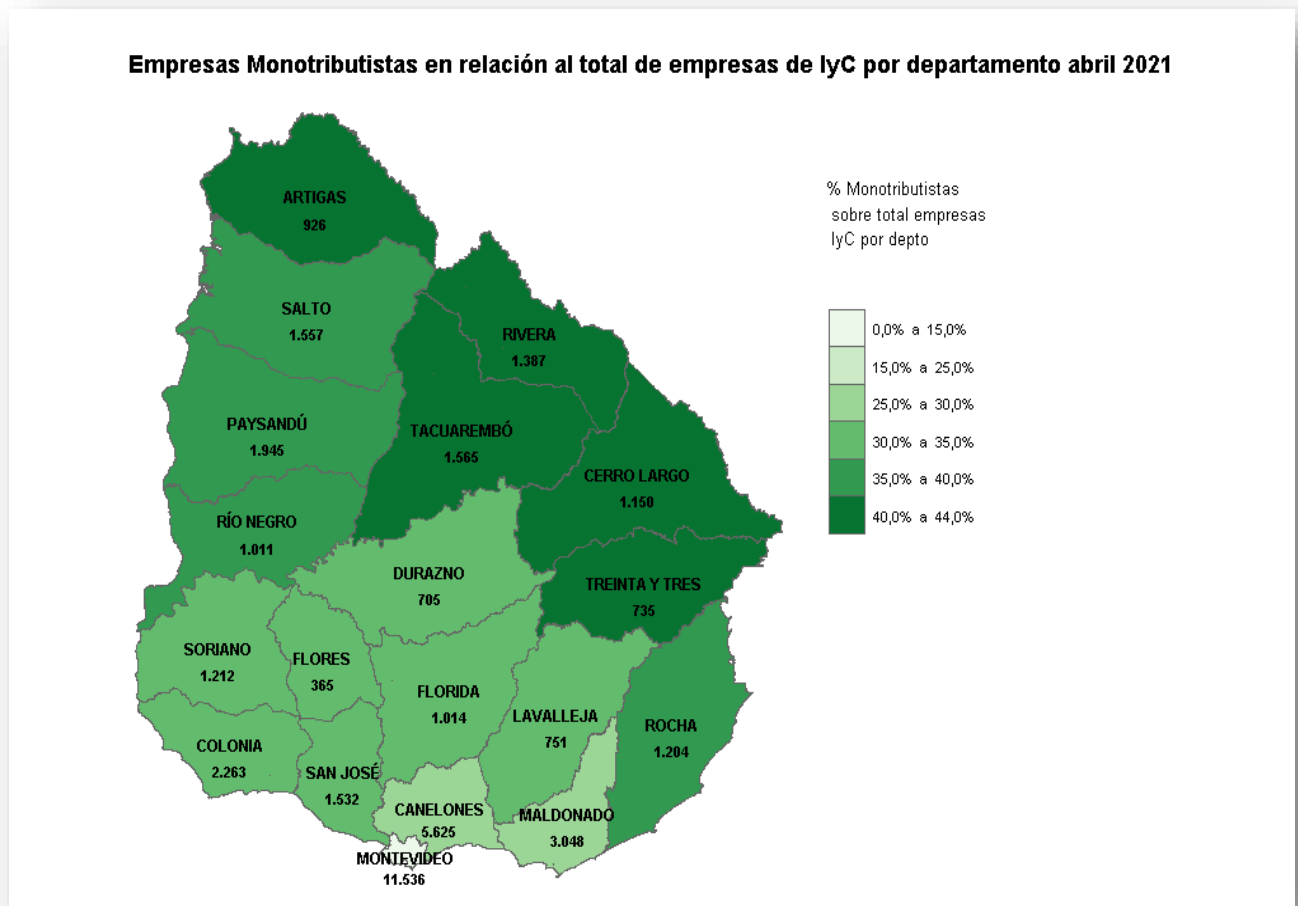 Empresas Monotributistas en relación al total de empresas de IyC por departamento abril 2021
% Monotributistas
sobre total empresas
IyC por depto
0,0% a 15,0%
15,0% a 25,0%
25,0% a 30,0%
30,0% a 35,0%
35,0% a 40,0%
40,0% a 44,0%
ARTIGAS
926
SALTO
1.557
RIVERA
1.387
PAYSANDÚ
1.945
TACUAREMBÓ
1.565
CERRO LARGO
1.150
RÍO NEGRO
1.011
DURAZNO
705
TREINTA Y TRES
735
SORIANO
1.212
FLORES
365
FLORIDA
1.014
LAVALLEJA
751
ROCHA
1.204
COLONIA
2.263
SAN JOSÉ
1.532
CANELONES
5.625
MALDONADO
3.048
MONTEVIDEO
11.536